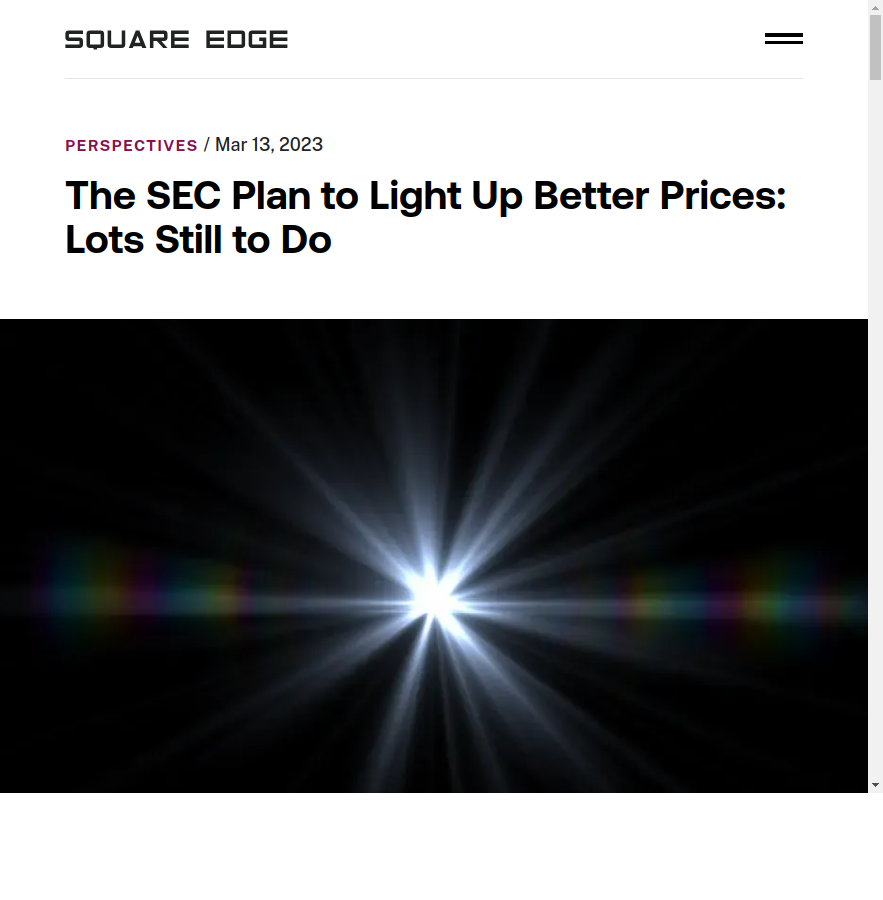 SQUARE EDGE
PERSPECTIVES / Mar 13, 2023
The SEC Plan to Light Up Better Prices:
Lots Still to Do